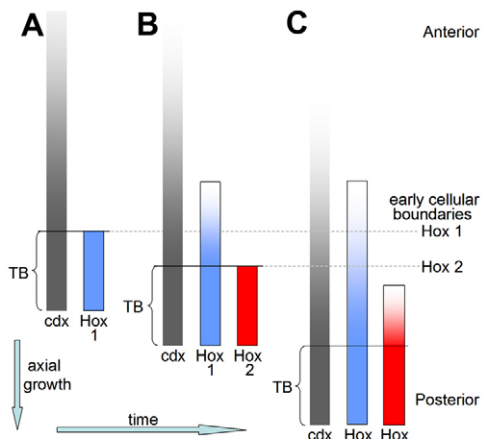 A
B
C
Anterior
early cellular
boundaries
Hox 1
Hox 2
TB
cdx
Hox
1
TB
cdx
Hox
1
Hox
2
TB
cdx
Hox
Hox
axial
growth
time
Posterior